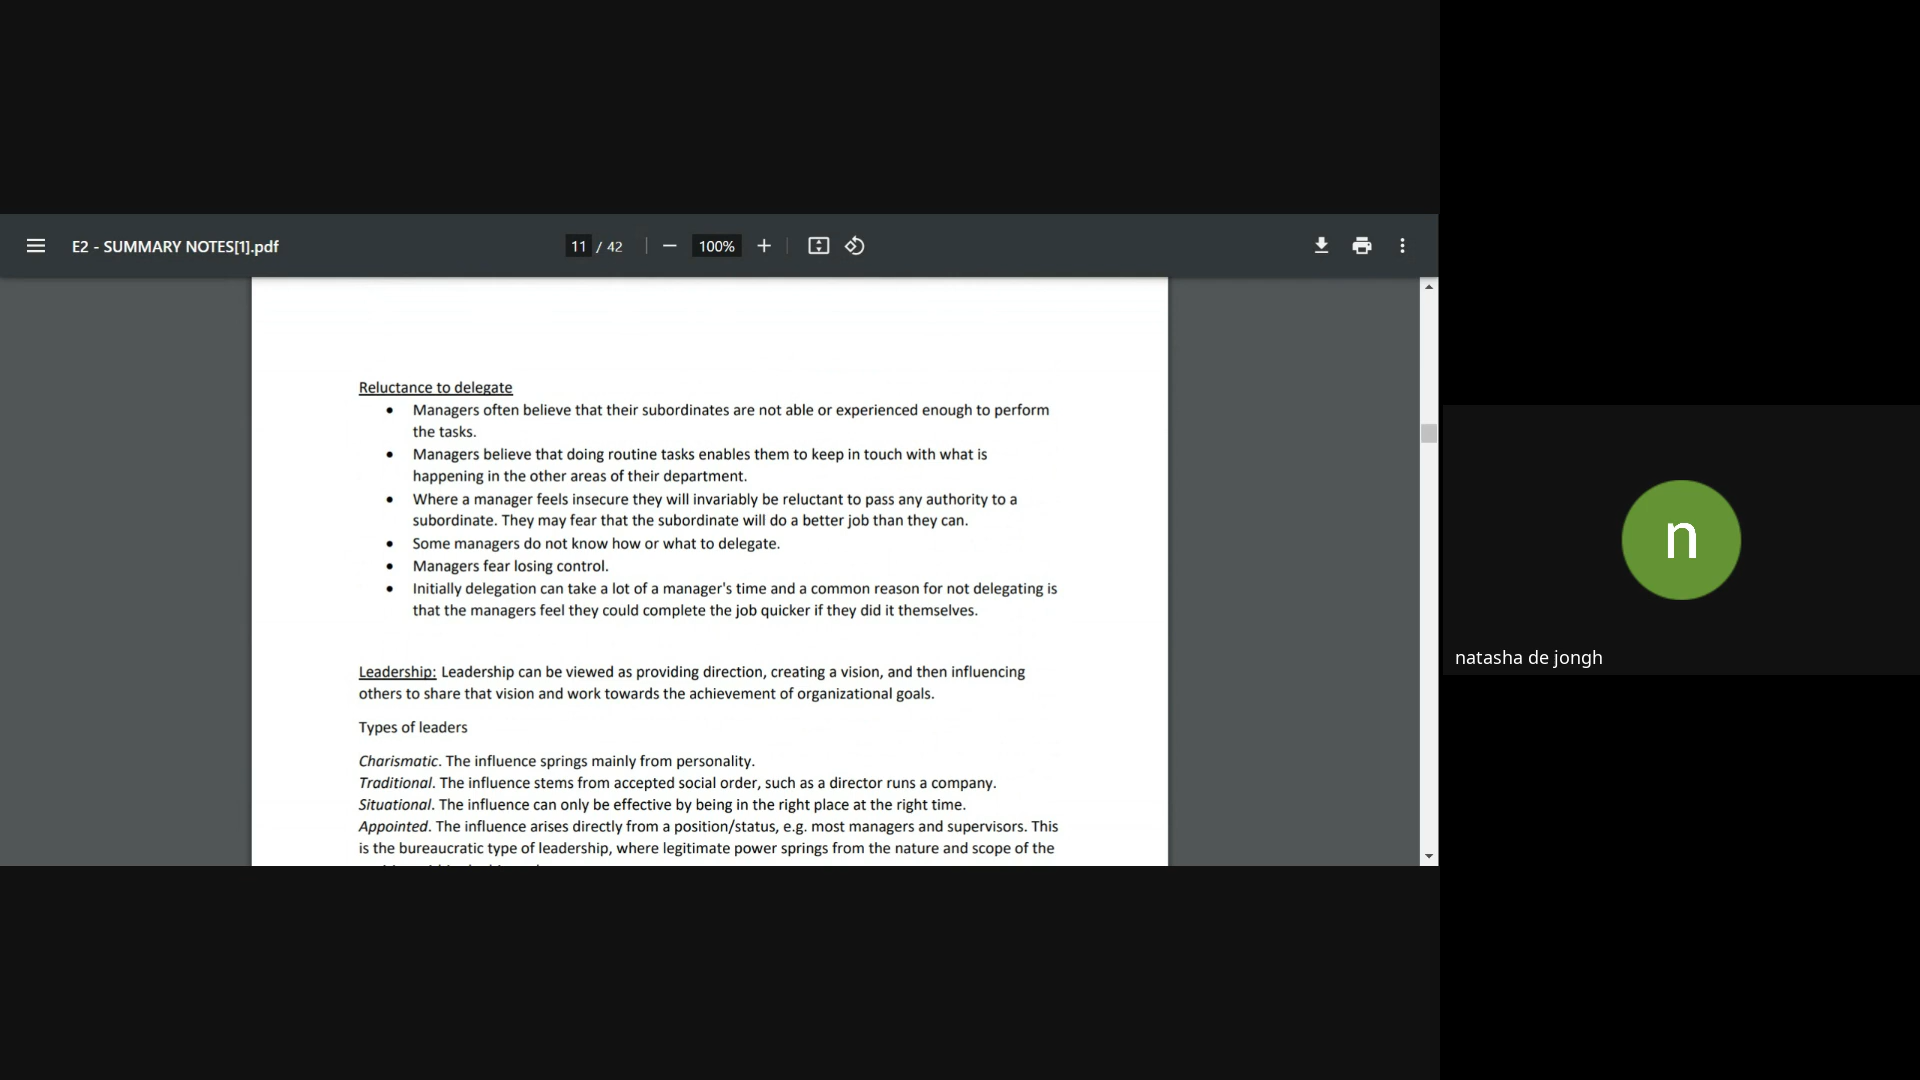 E2 - SUMMARY NOTES[1].pdf
11 / 42
100%
Reluctance to delegate
• Managers often believe that their subordinates are not able or experienced enough to perform
the tasks.
• Managers believe that doing routine tasks enables them to keep in touch with what is
happening in the other areas of their department.
• Where a manager feels insecure they will invariably be reluctant to pass any authority to a
subordinate. They may fear that the subordinate will do a better job than they can.
• Some managers do not know how or what to delegate.
• Managers fear losing control.
• Initially delegation can take a lot of a manager's time and a common reason for not delegating is
that the managers feel they could complete the job quicker if they did it themselves.
Leadership: Leadership can be viewed as providing direction, creating a vision, and then influencing
others to share that vision and work towards the achievement of organizational goals.
Types of leaders
Charismatic. The influence springs mainly from personality.
Traditional. The influence stems from accepted social order, such as a director runs a company.
Situational. The influence can only be effective by being in the right place at the right time.
Appointed. The influence arises directly from a position/status, e.g. most managers and supervisors. This
is the bureaucratic type of leadership, where legitimate power springs from the nature and scope of the
n
natasha de jongh